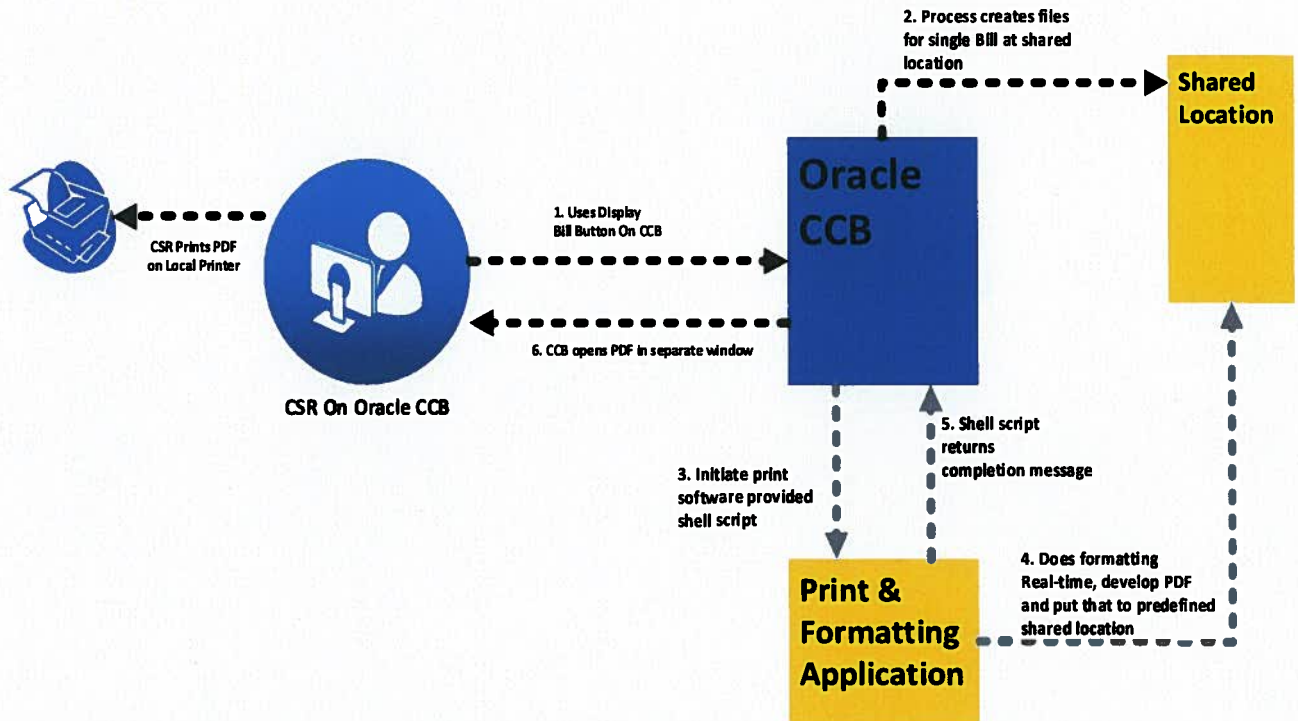 2. Process creates files
for single Bill at shared
location
Shared
Location
Oracle
CCB
1. Uses Display
Bill Button On CCB
CSR Prints PDF
on Local Printer
6. CCB opens PDF in separate window
CSR On Oracle CCB
5. Shell script
returns
completion message
3. Initiate print
software provided
shell script
4. Does formatting
Real-time, develop PDF
and put that to predefined
shared location
Print &
Formatting
Application